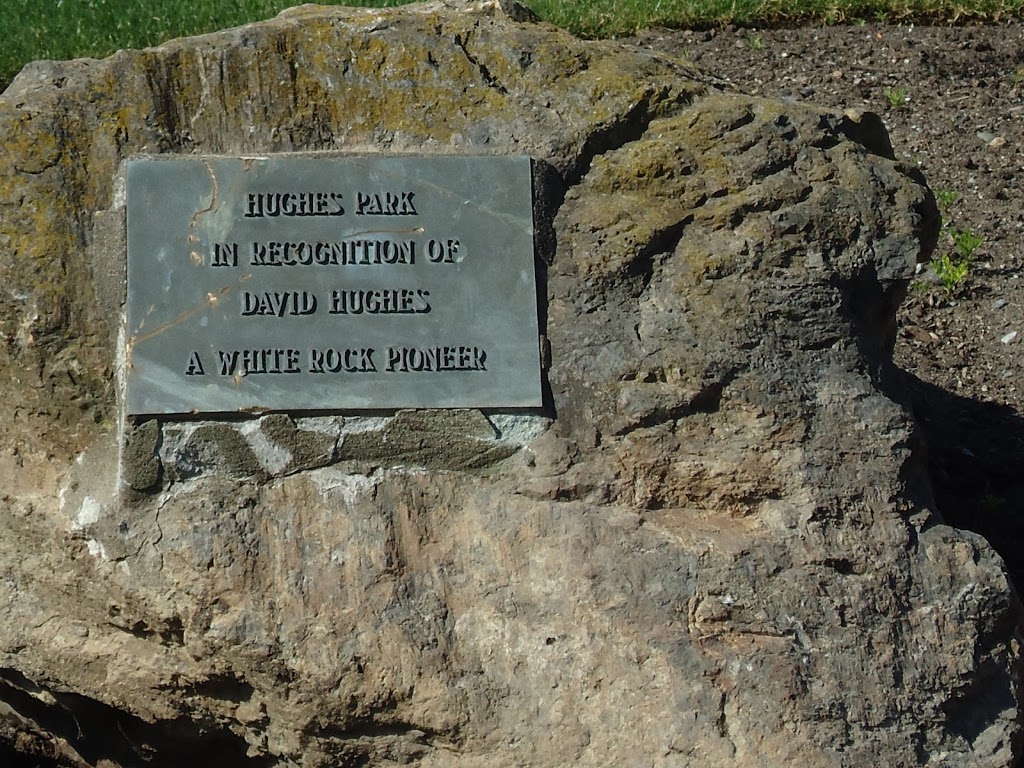 HUGHES PARK
IN RECOGNITION OF
DAVID HUGHES
A WHITE ROCK PIONEER